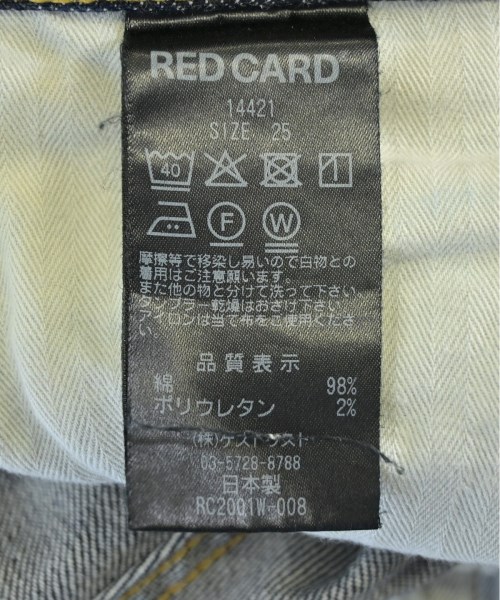 RED CARD
14421
SIZE 25
40
F W
摩擦等で移染し易いので白物との
着用はご注意願います。
また他の物と分けて洗って下さい。
タンブラー乾燥はおさけ下さい。
アイロンは当て布をご使用くださ
い。
品質表示
綿 98%
ポリウレタン 2%
(株)ゲストリスト
03-5728-8788
日本製
RC2001W-008